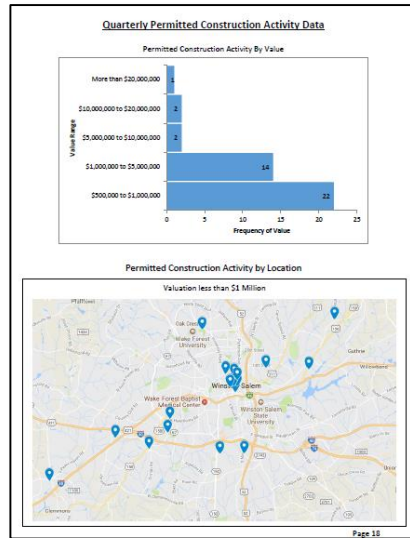 Quarterly Permitted Construction Activity Data
Permitted Construction Activity By Value
More than $20,000,000
1
$10,000,000 to $20,000,000
2
$5,000,000 to $10,000,000
2
$1,000,000 to $5,000,000
14
$500,000 to $1,000,000
22
Value Range
0 5 10 15 20 25
Frequency of Value
Permitted Construction Activity by Location
Valuation less than $1 Million
Pfafftown
Oak
Wake Forest
University
Guthrie
Winston-Salem
Wake Forest Baptist
Medical Center
Winston-Salem
State
University
Clemmons
Page 18